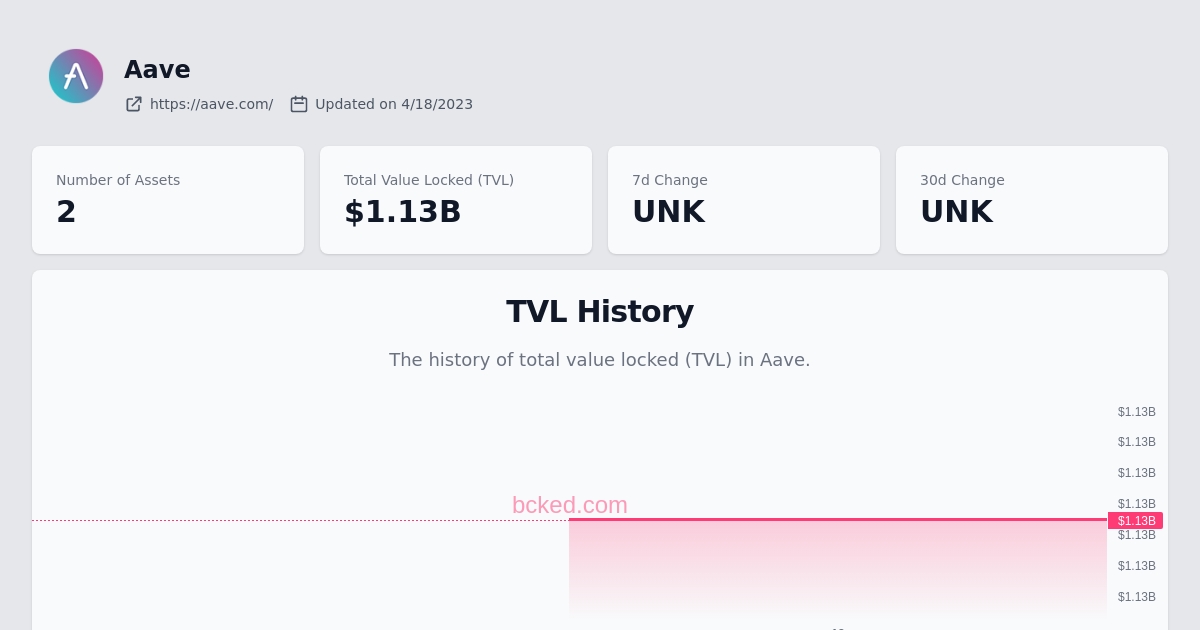 Aave
https://aave.com/ Updated on 4/18/2023
Number of Assets
2
Total Value Locked (TVL)
$1.13B
7d Change
UNK
30d Change
UNK
TVL History
The history of total value locked (TVL) in Aave.
$1.13B
$1.13B
$1.13B
bcked.com
$1.13B
$1.13B
$1.13B
$1.13B
$1.13B